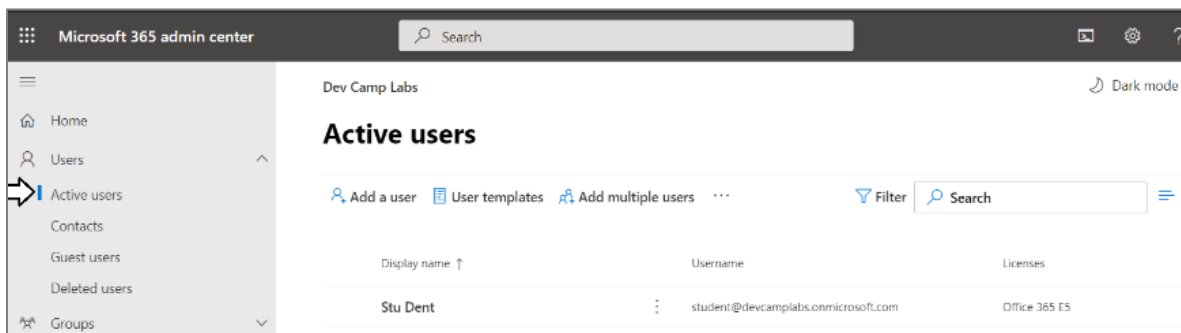 Microsoft 365 admin center
Search
?
Dev Camp Labs
Dark mode
Home
Active users
Users
Active users
Add a user User templates Add multiple users ... Filter Search
Contacts
Guest users
Display name ↑ Username Licenses
Deleted users
Stu Dent student@devcamplabs.onmicrosoft.com Office 365 E5
Groups